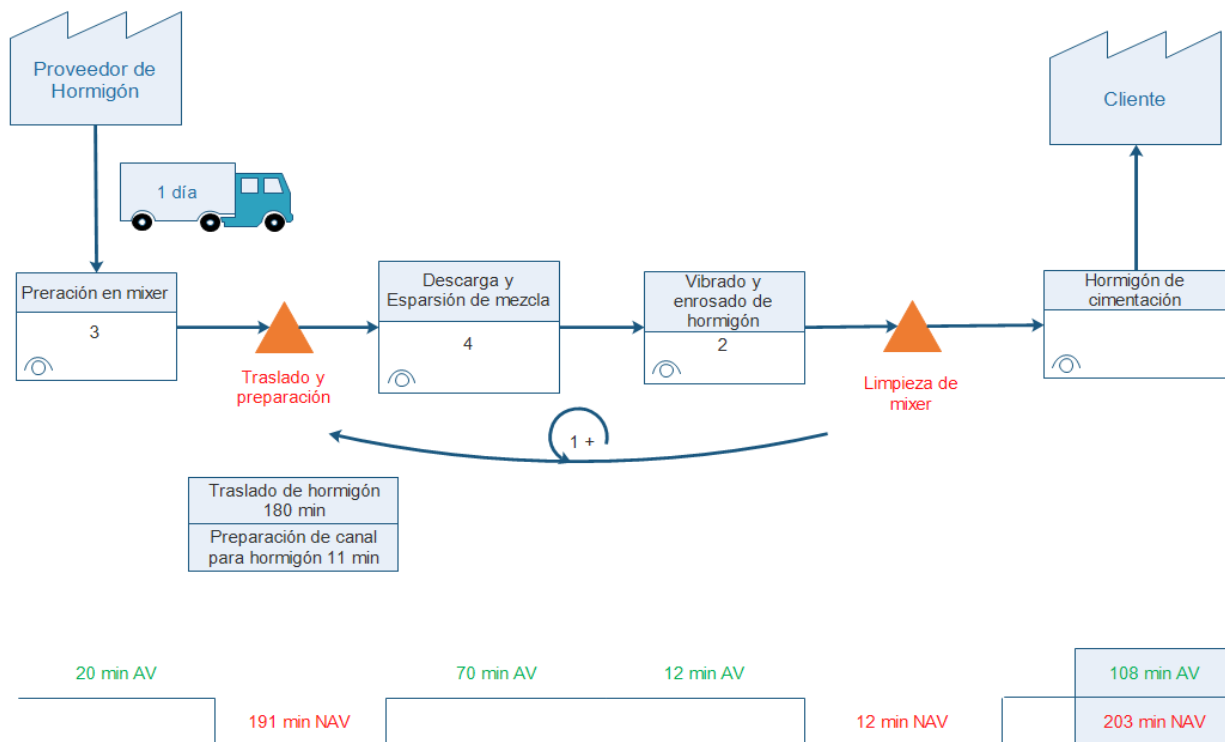 Proveedor de
Hormigón
Cliente
1 día
Preración en mixer
3
Descarga y
Esparsión de mezcla
4
Vibrado y
enrosado de
hormigón
2
Hormigón de
cimentación
Traslado y
preparación
Limpieza de
mixer
1 +
Traslado de hormigón
180 min
Preparación de canal
para hormigón 11 min
20 min AV
70 min AV
12 min AV
108 min AV
191 min NAV
12 min NAV
203 min NAV